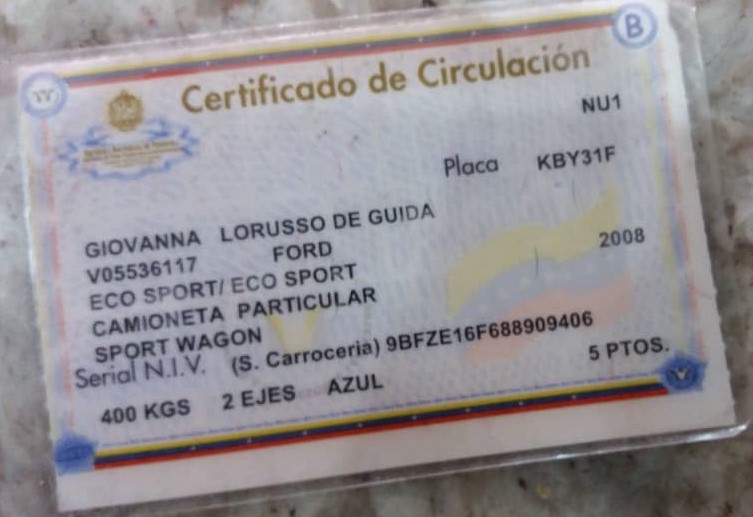 B
Certificado de Circulación
NU1
Placa KBY31F
GIOVANNA LORUSSO DE GUIDA
V05536117 FORD
ECO SPORT/ ECO SPORT 2008
CAMIONETA PARTICULAR
SPORT WAGON
Serial N.I.V. (S. Carroceria) 9BFZE16F688909406
400 KGS 2 EJES AZUL 5 PTOS.